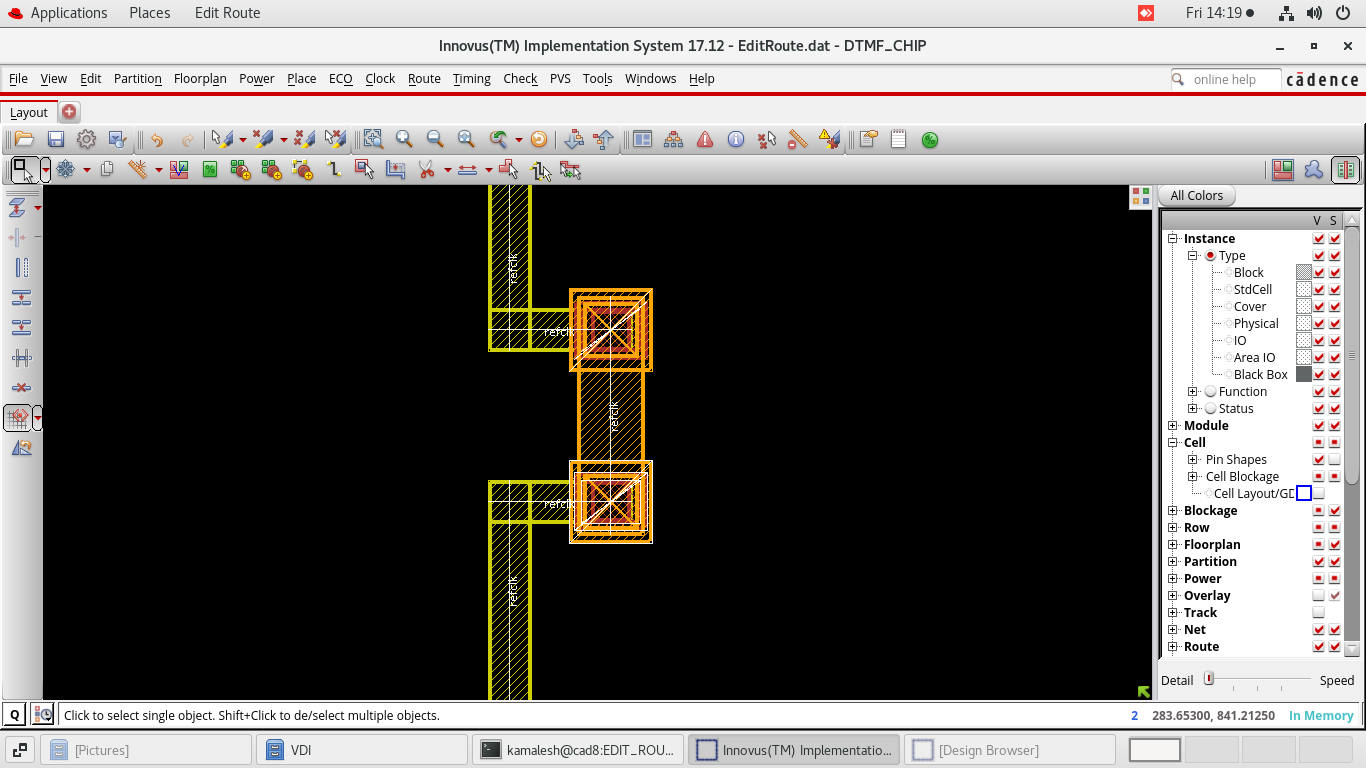 Applications Places Edit Route Fri 14:19
Innovus(TM) Implementation System 17.12 - EditRoute.dat - DTMF_CHIP
File View Edit Partition Floorplan Power Place ECO Clock Route Timing Check PVS Tools Windows Help online help cādence
Layout
All Colors
V S
Instance
Type
Block
StdCell
Cover
Physical
IO
Area IO
Black Box
Function
Status
Module
Cell
Pin Shapes
Cell Blockage
Cell Layout/GD
Blockage
Row
Floorplan
Partition
Power
Overlay
Track
Net
Route
Detail Speed
refclk
refclk
refclk
refclk
refclk
Q Click to select single object. Shift+Click to de/select multiple objects. 2 283.65300, 841.21250 In Memory
[Pictures] VDI kamalesh@cad8:EDIT_ROU... Innovus(TM) Implementatio... [Design Browser]